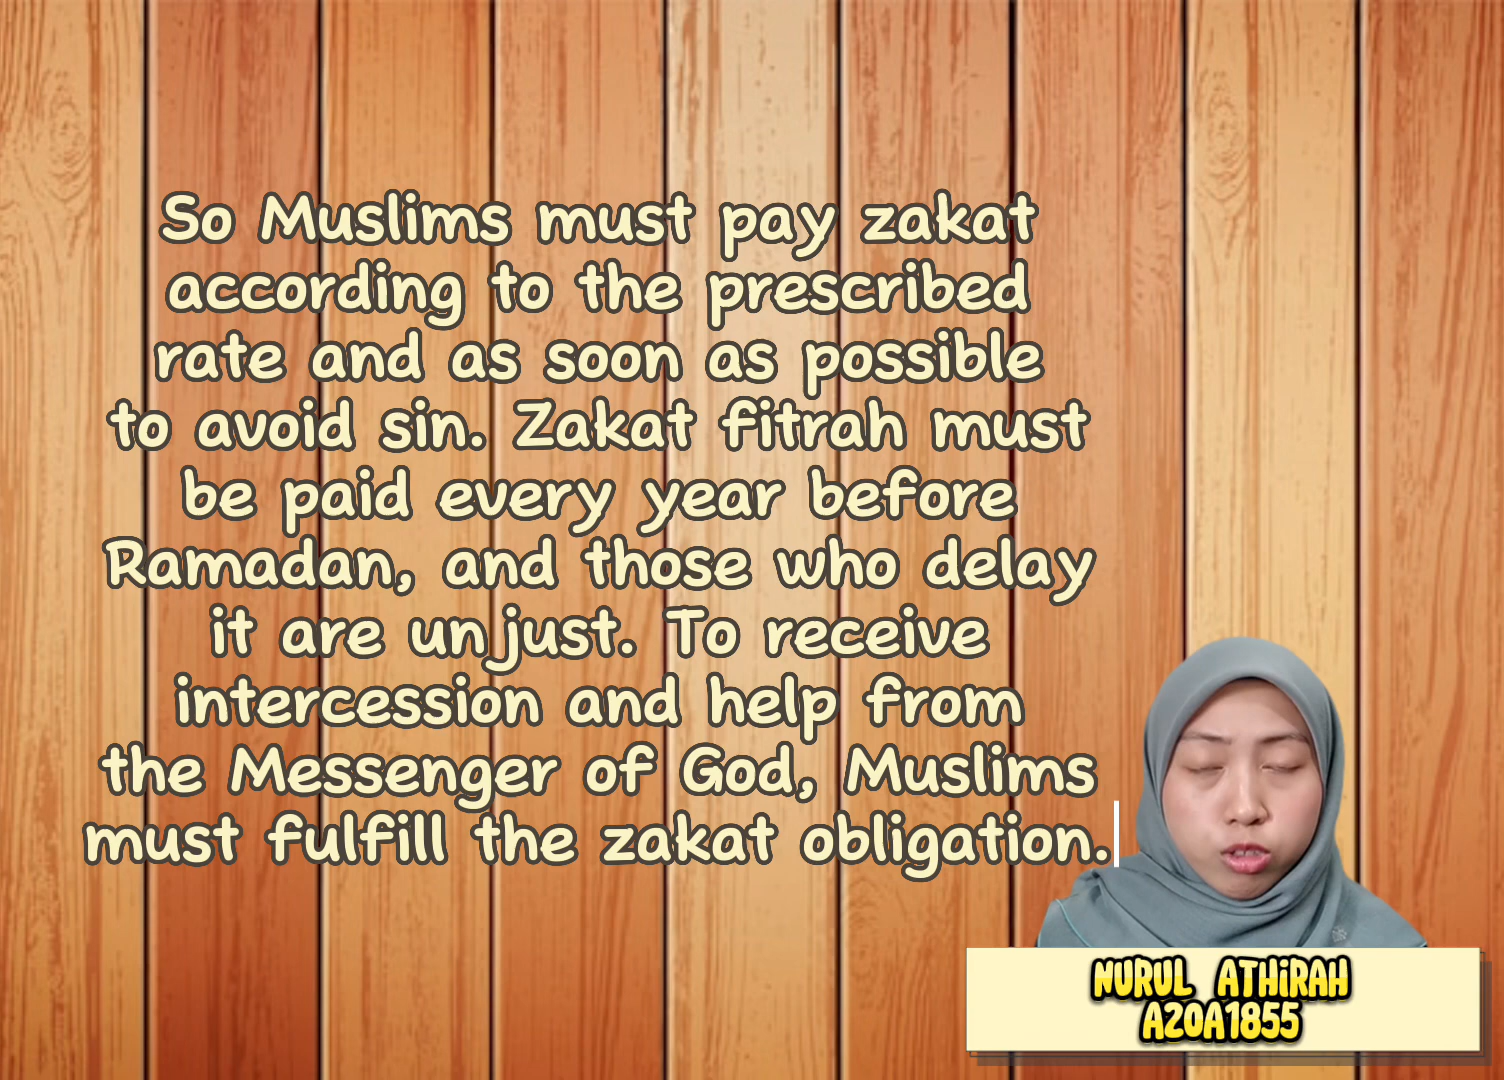 So Muslims must pay zakat
according to the prescribed
rate and as soon as possible
to avoid sin. Zakat fitrah must
be paid every year before
Ramadan, and those who delay
it are unjust. To receive
intercession and help from
the Messenger of God, Muslims
must fulfill the zakat obligation.
NURUL ATHIRAH
A20A1855